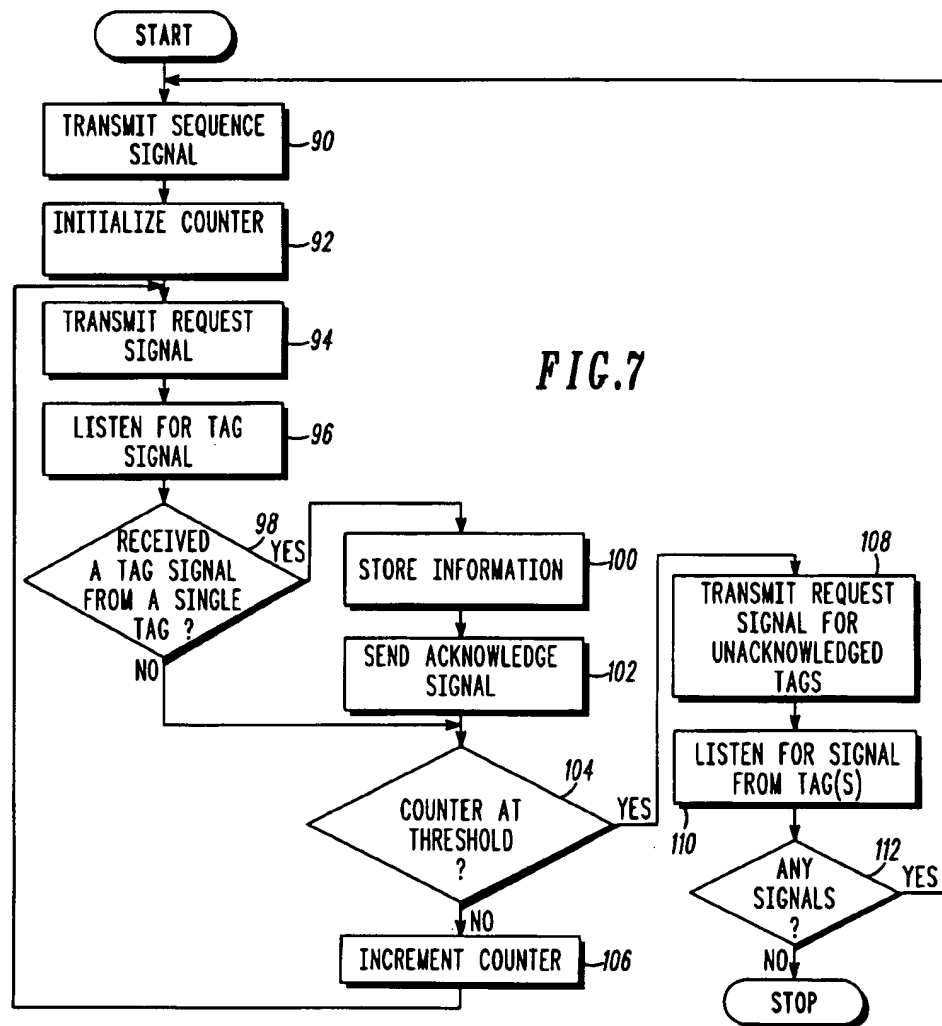 START
TRANSMIT SEQUENCE
SIGNAL
90
INITIALIZE COUNTER
92
TRANSMIT REQUEST
SIGNAL
94
FIG.7
LISTEN FOR TAG
SIGNAL
96
RECEIVED
A TAG SIGNAL
FROM A SINGLE
TAG ?
98
YES
NO
STORE INFORMATION
100
SEND ACKNOWLEDGE
SIGNAL
102
COUNTER AT
THRESHOLD
?
104
YES
NO
INCREMENT COUNTER
106
108
TRANSMIT REQUEST
SIGNAL FOR
UNACKNOWLEDGED
TAGS
LISTEN FOR SIGNAL
FROM TAG(S)
110
ANY
SIGNALS
?
112
YES
NO
STOP